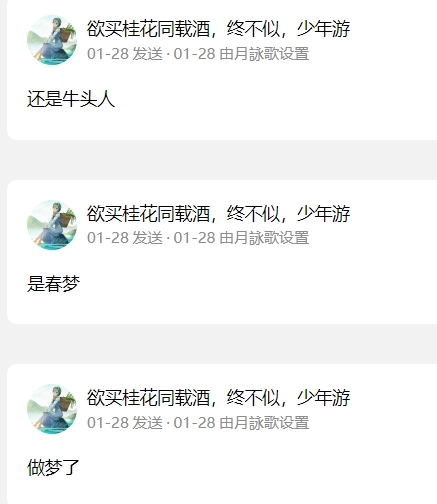 欲买桂花同载酒，终不似，少年游
01-28 发送 · 01-28 由月詠歌设置
还是牛头人
欲买桂花同载酒，终不似，少年游
01-28 发送 · 01-28 由月詠歌设置
是春梦
欲买桂花同载酒，终不似，少年游
01-28 发送 · 01-28 由月詠歌设置
做梦了